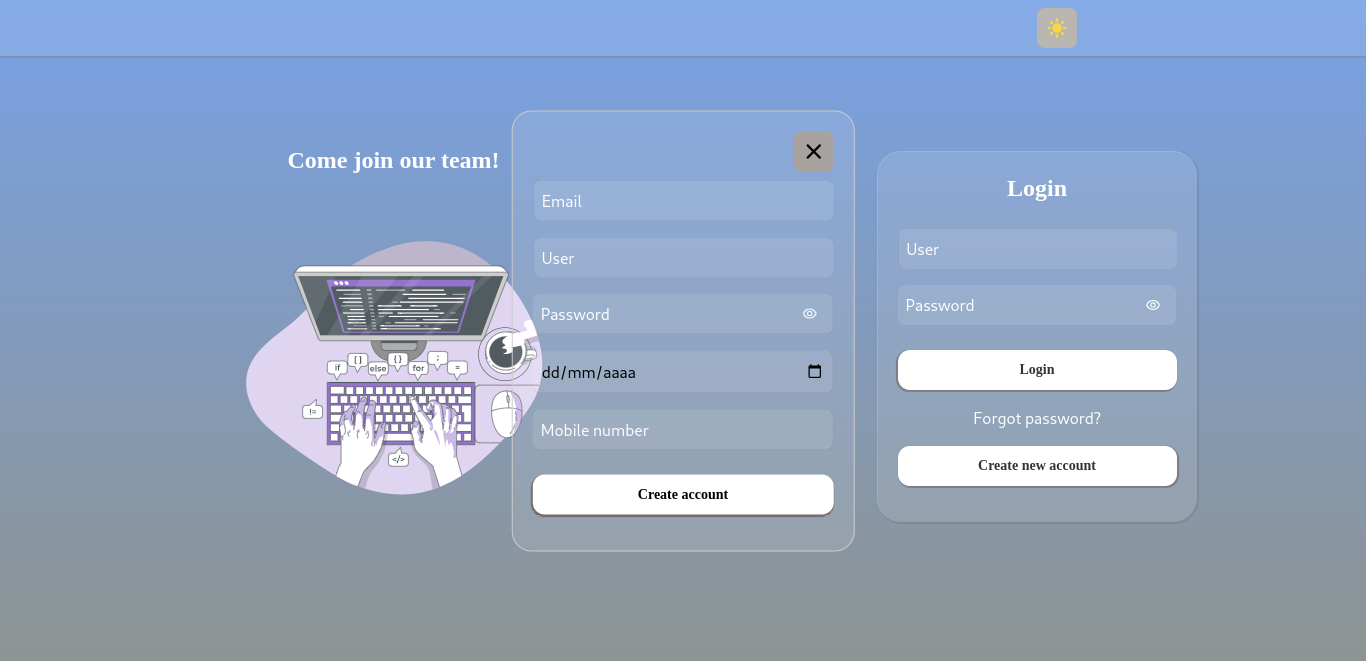 Come join our team!
[ ]
{ }
;
if
else
for
=
!=
</>
Email
User
Password
dd/mm/aaaa
Mobile number
Create account
Login
User
Password
Login
Forgot password?
Create new account